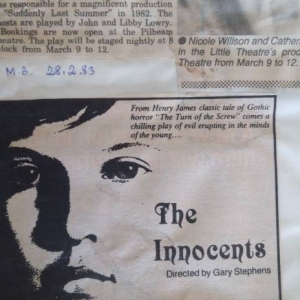 as responsible for a magnificent production
"Suddenly Last Summer" in 1982. The
osts are played by John and Libby Lowry.
Bookings are now open at the Pilbeam
eatre. The play will be staged nightly at 8
lock from March 9 to 12.
M.B. 28.2.83
● Nicole Willson and Cather
in the Little Theatre's prod
Theatre from March 9 to 12.
From Henry James classic tale of Gothic
horror "The Turn of the Screw" comes a
chilling play of evil erupting in the minds
of the young....
The
Innocents
Directed by Gary Stephens